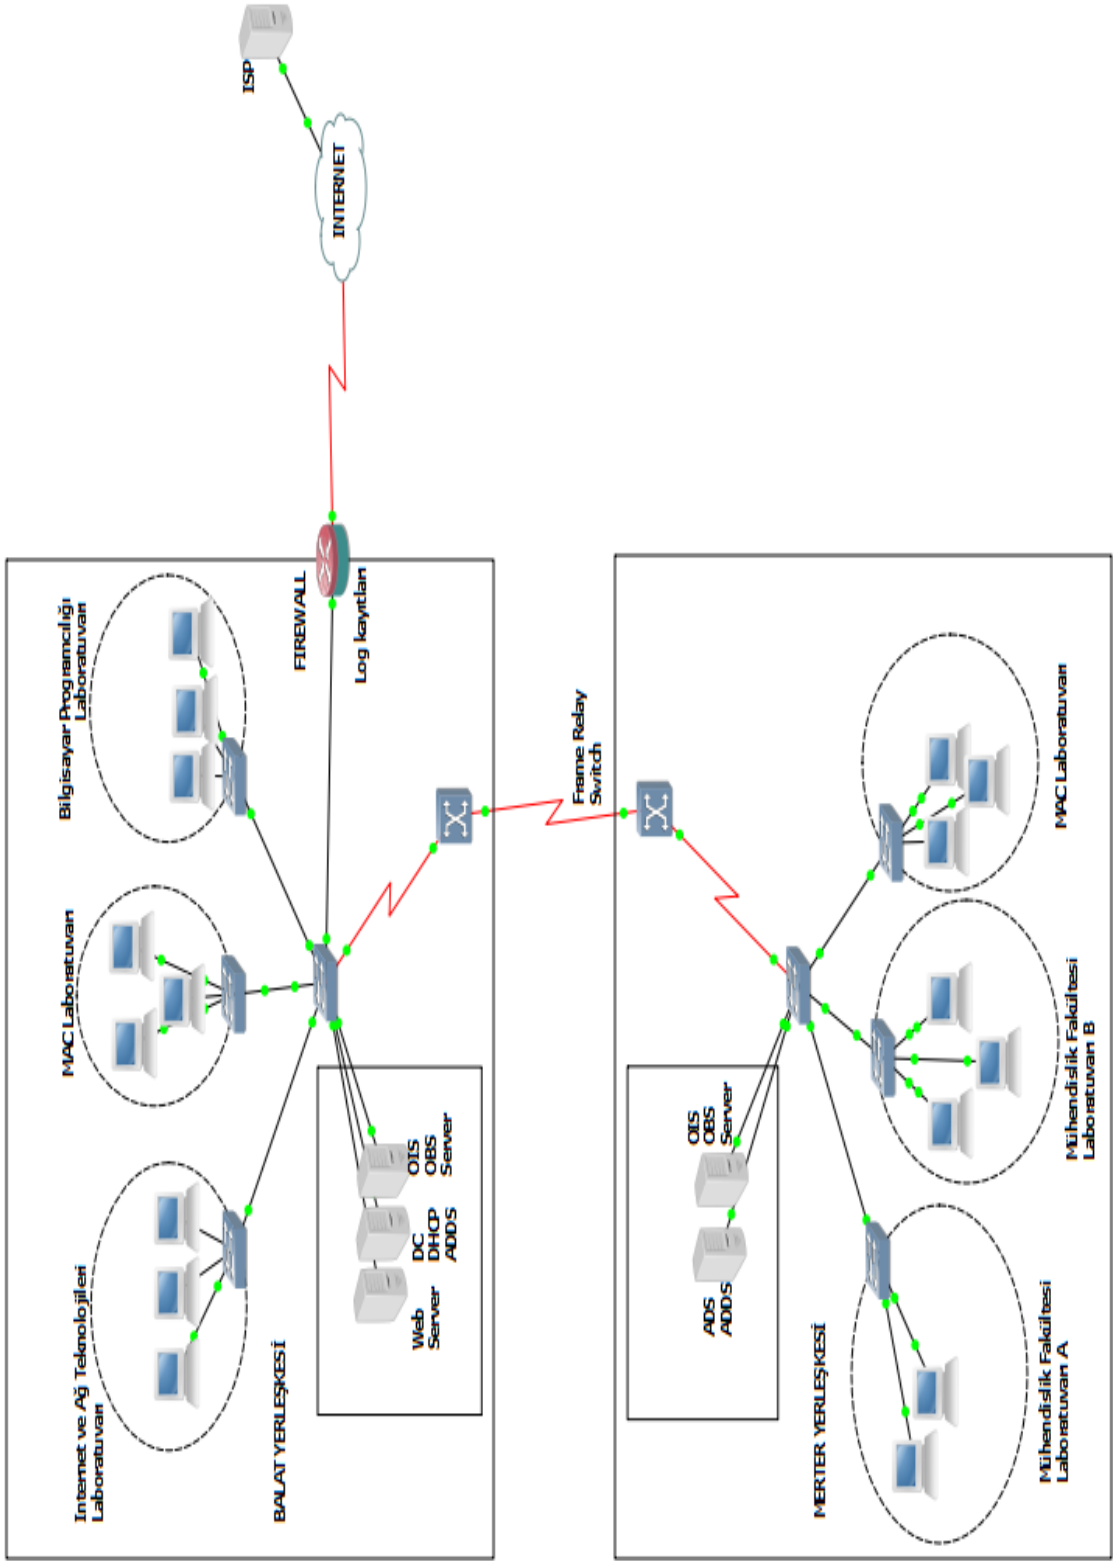 ISP
INTERNET
FIREWALL
Log kayıtları
Bilgisayar Programcılığı
Laboratuvarı
MAC Laboratuvarı
Internet ve Ağ Teknolojileri
Laboratuvarı
BALAT YERLEŞKESİ
Web
Server
DC
DHCP
ADDS
OIS
OBS
Server
Frame Relay
Switch
MERTER YERLEŞKESİ
ADS
ADDS
OIS
OBS
Server
Mühendislik Fakültesi
Laboratuvarı A
Mühendislik Fakültesi
Laboratuvarı B
MAC Laboratuvarı